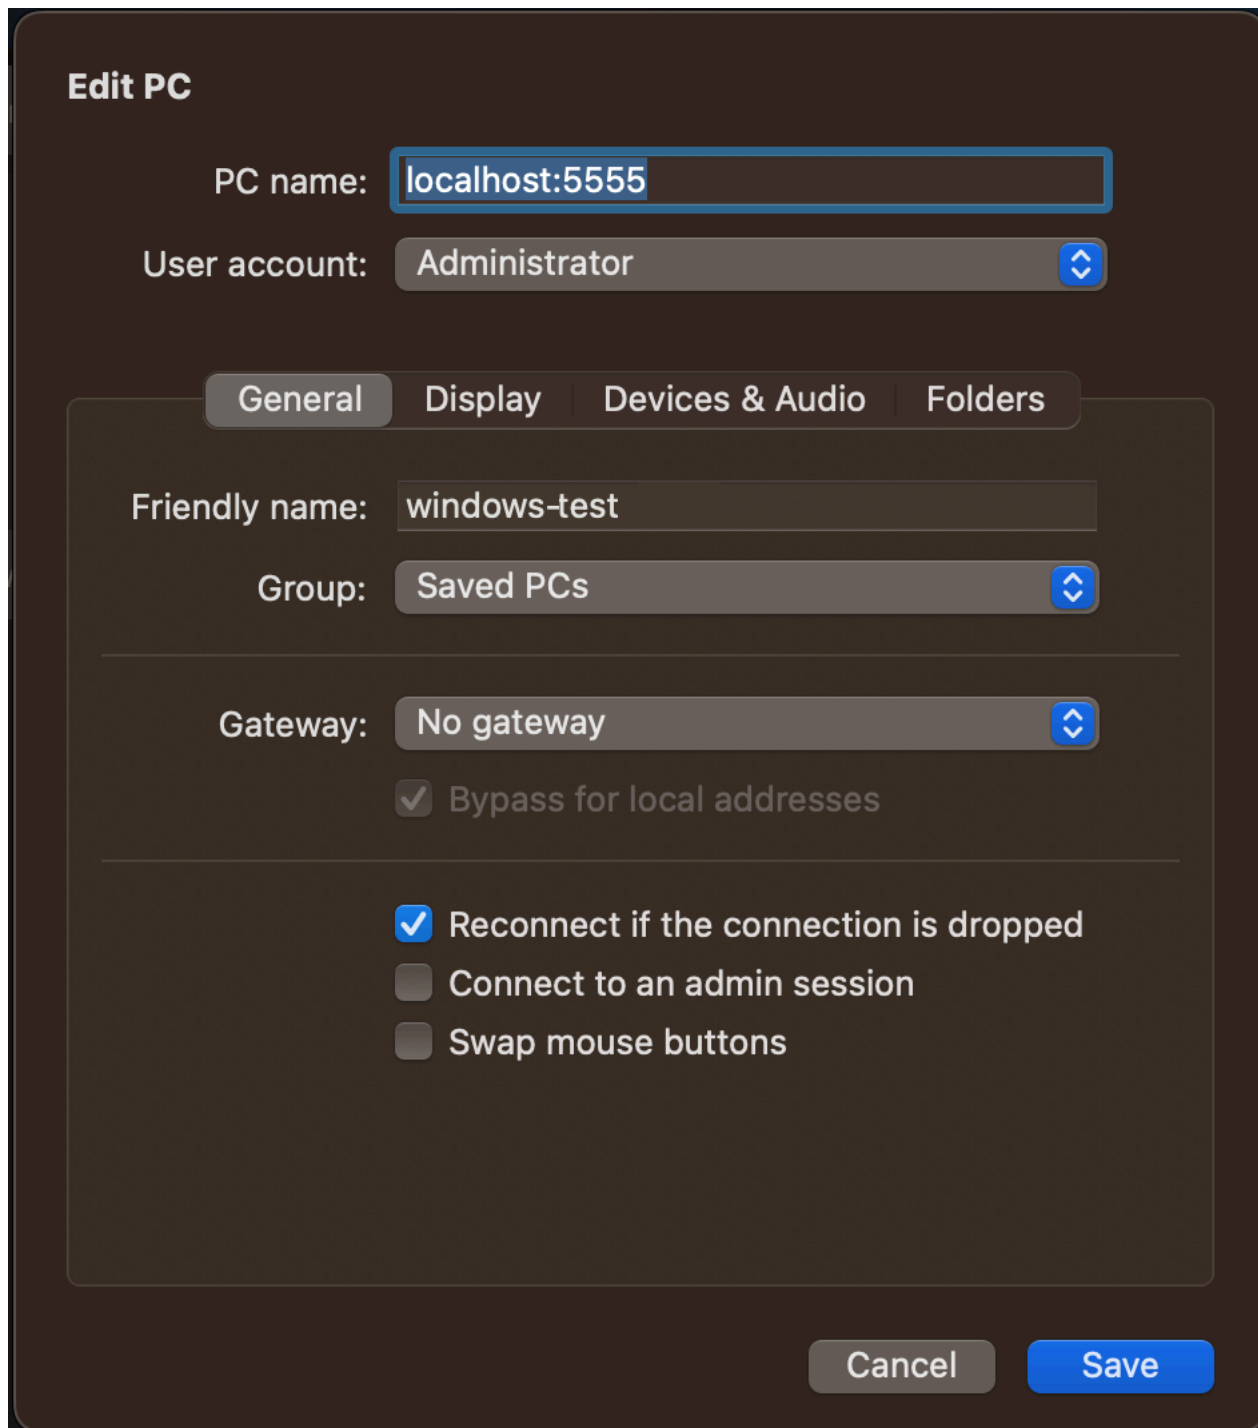 Edit PC
PC name: localhost:5555
User account: Administrator
General Display Devices & Audio Folders
Friendly name: windows-test
Group: Saved PCs
Gateway: No gateway
Bypass for local addresses
Reconnect if the connection is dropped
Connect to an admin session
Swap mouse buttons
Cancel Save